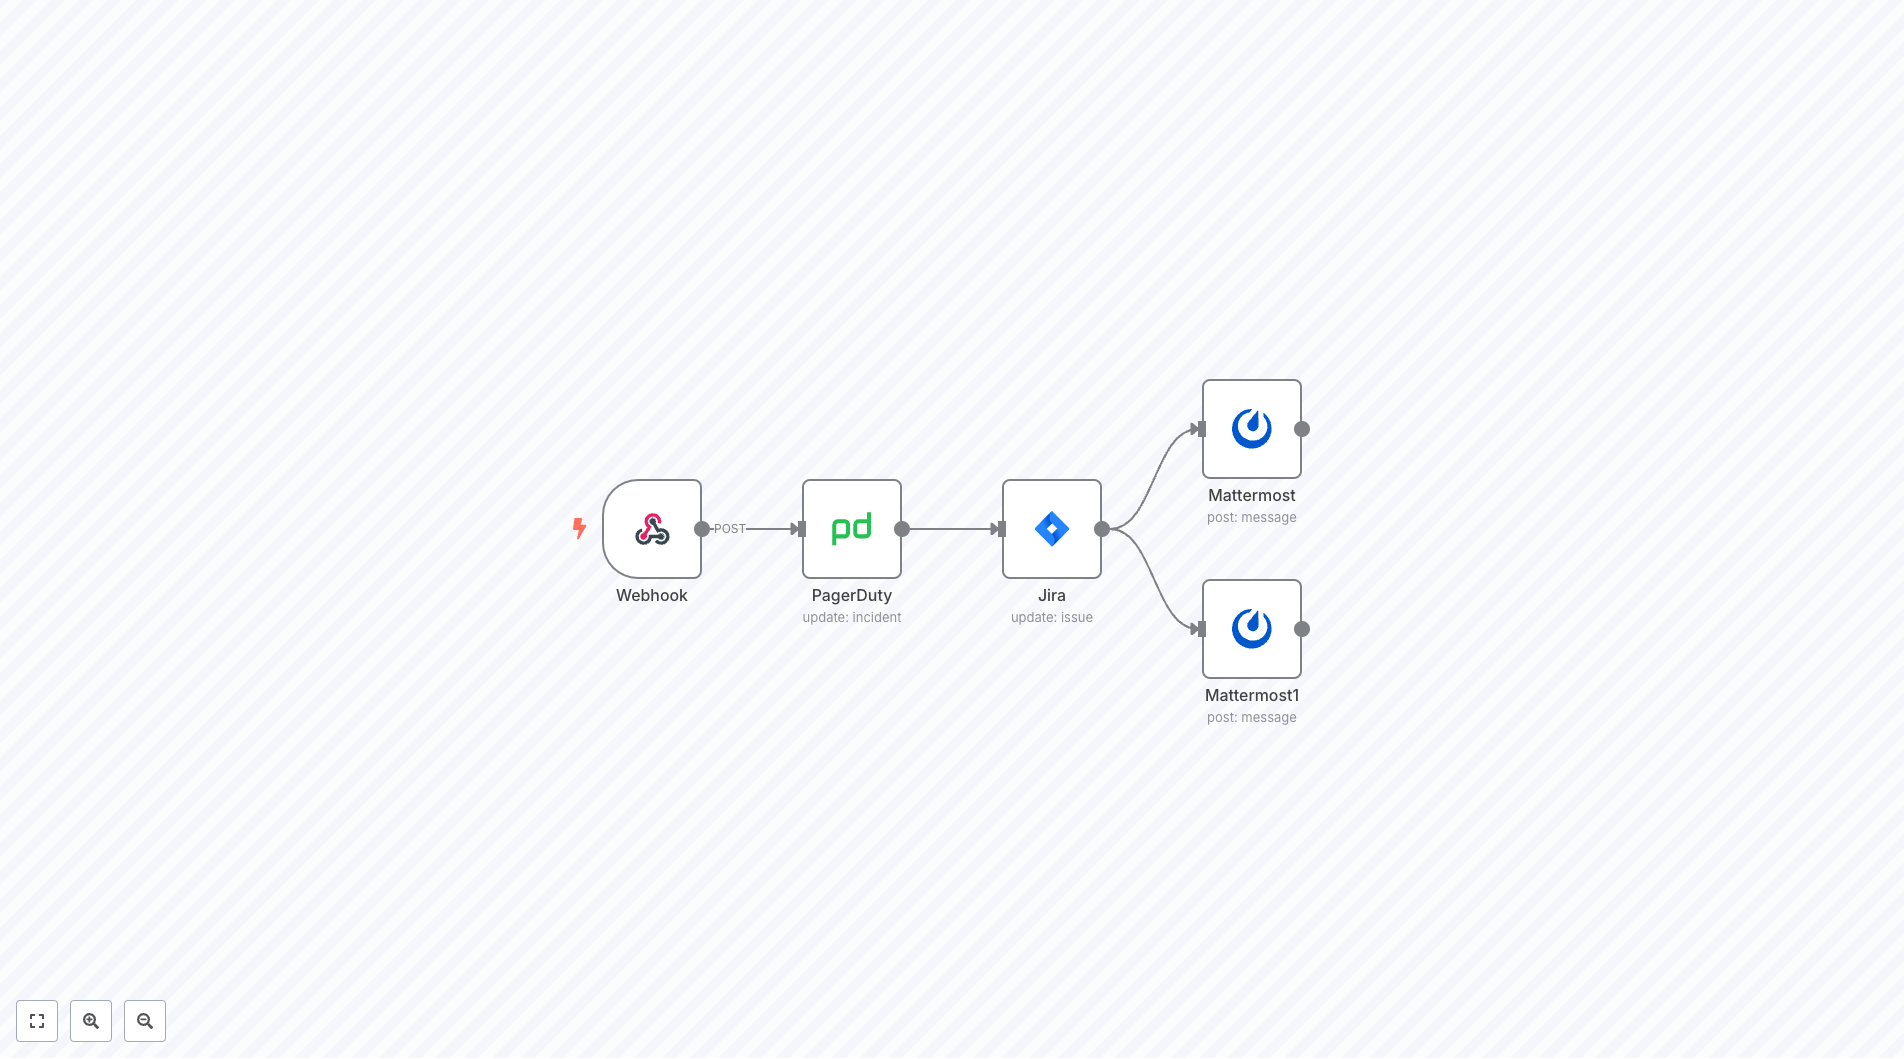 Webhook
POST
pd
PagerDuty
update: incident
Jira
update: issue
Mattermost
post: message
Mattermost1
post: message